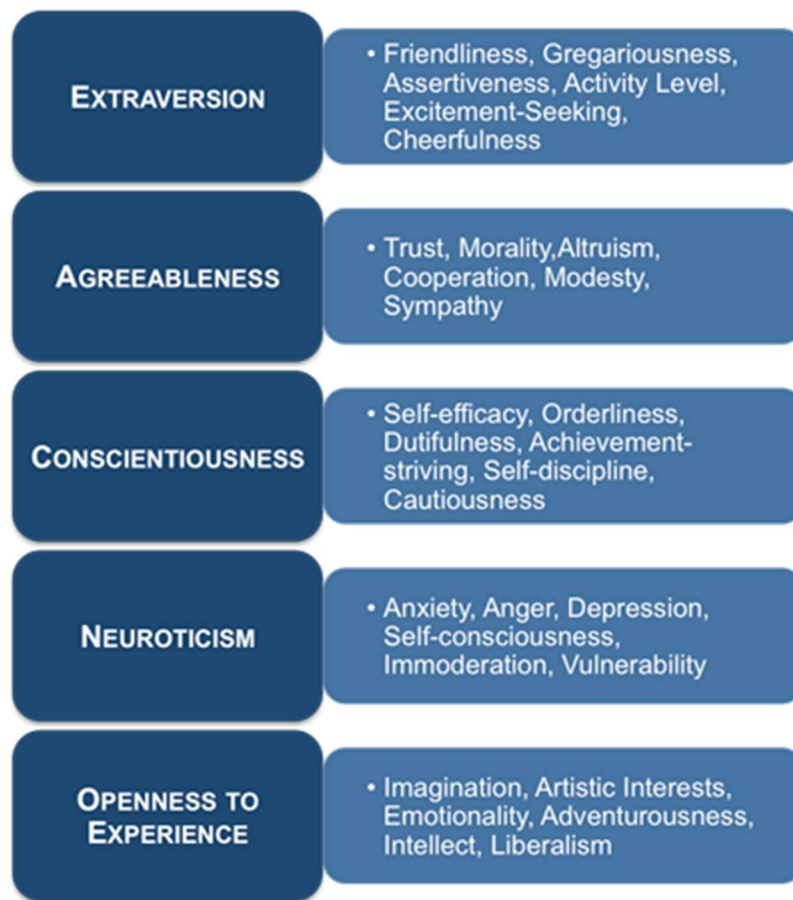 EXTRAVERSION
• Friendliness, Gregariousness,
Assertiveness, Activity Level,
Excitement-Seeking,
Cheerfulness
AGREEABLENESS
• Trust, Morality,Altruism,
Cooperation, Modesty,
Sympathy
CONSCIENTIOUSNESS
• Self-efficacy, Orderliness,
Dutifulness, Achievement-
striving, Self-discipline,
Cautiousness
NEUROTICISM
• Anxiety, Anger, Depression,
Self-consciousness,
Immoderation, Vulnerability
OPENNESS TO
EXPERIENCE
• Imagination, Artistic Interests,
Emotionality, Adventurousness,
Intellect, Liberalism